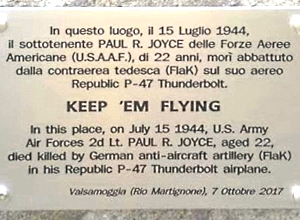 In questo luogo, il 15 Luglio 1944,
il sottotenente PAUL R. JOYCE delle Forze Aeree
Americane (U.S.A.A.F.), di 22 anni, morì abbattuto
dalla contraerea tedesca (FlaK) sul suo aereo
Republic P-47 Thunderbolt.
KEEP 'EM FLYING
In this place, on July 15 1944, U.S. Army
Air Forces 2d Lt. PAUL R. JOYCE, aged 22,
died killed by German anti-aircraft artillery (FlaK)
in his Republic P-47 Thunderbolt airplane.
Valsamoggia (Rio Martignone), 7 Ottobre 2017